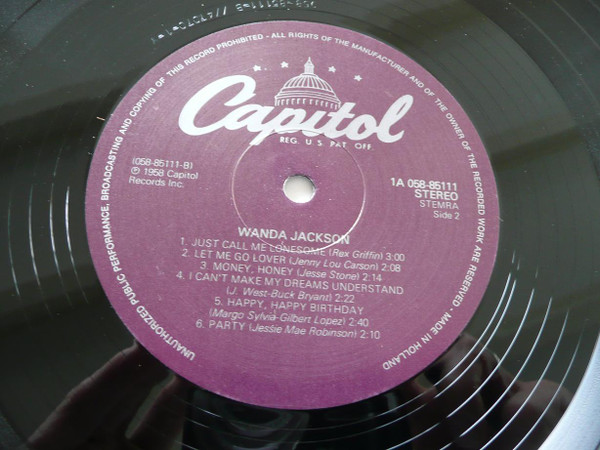 UNAUTHORIZED PUBLIC PERFORMANCE, BROADCASTING AND COPYING OF THIS RECORD PROHIBITED - ALL RIGHTS OF THE MANUFACTURER AND OF THE OWNER OF THE RECORDED WORK ARE RESERVED - MADE IN HOLLAND
Capitol
REG. U.S. PAT. OFF.
(058-85111-B)
℗ 1958 Capitol
Records Inc.
1A 058-85111
STEREO
STEMRA
Side 2
WANDA JACKSON
1. JUST CALL ME LONESOME (Rex Griffin) 3:00
2. LET ME GO LOVER (Jenny Lou Carson) 2:08
3. MONEY, HONEY (Jesse Stone) 2:14
4. I CAN'T MAKE MY DREAMS UNDERSTAND
(J. West-Buck Bryant) 2:22
5. HAPPY, HAPPY BIRTHDAY
(Margo Sylvia-Gilbert Lopez) 2:40
6. PARTY (Jessie Mae Robinson) 2:10